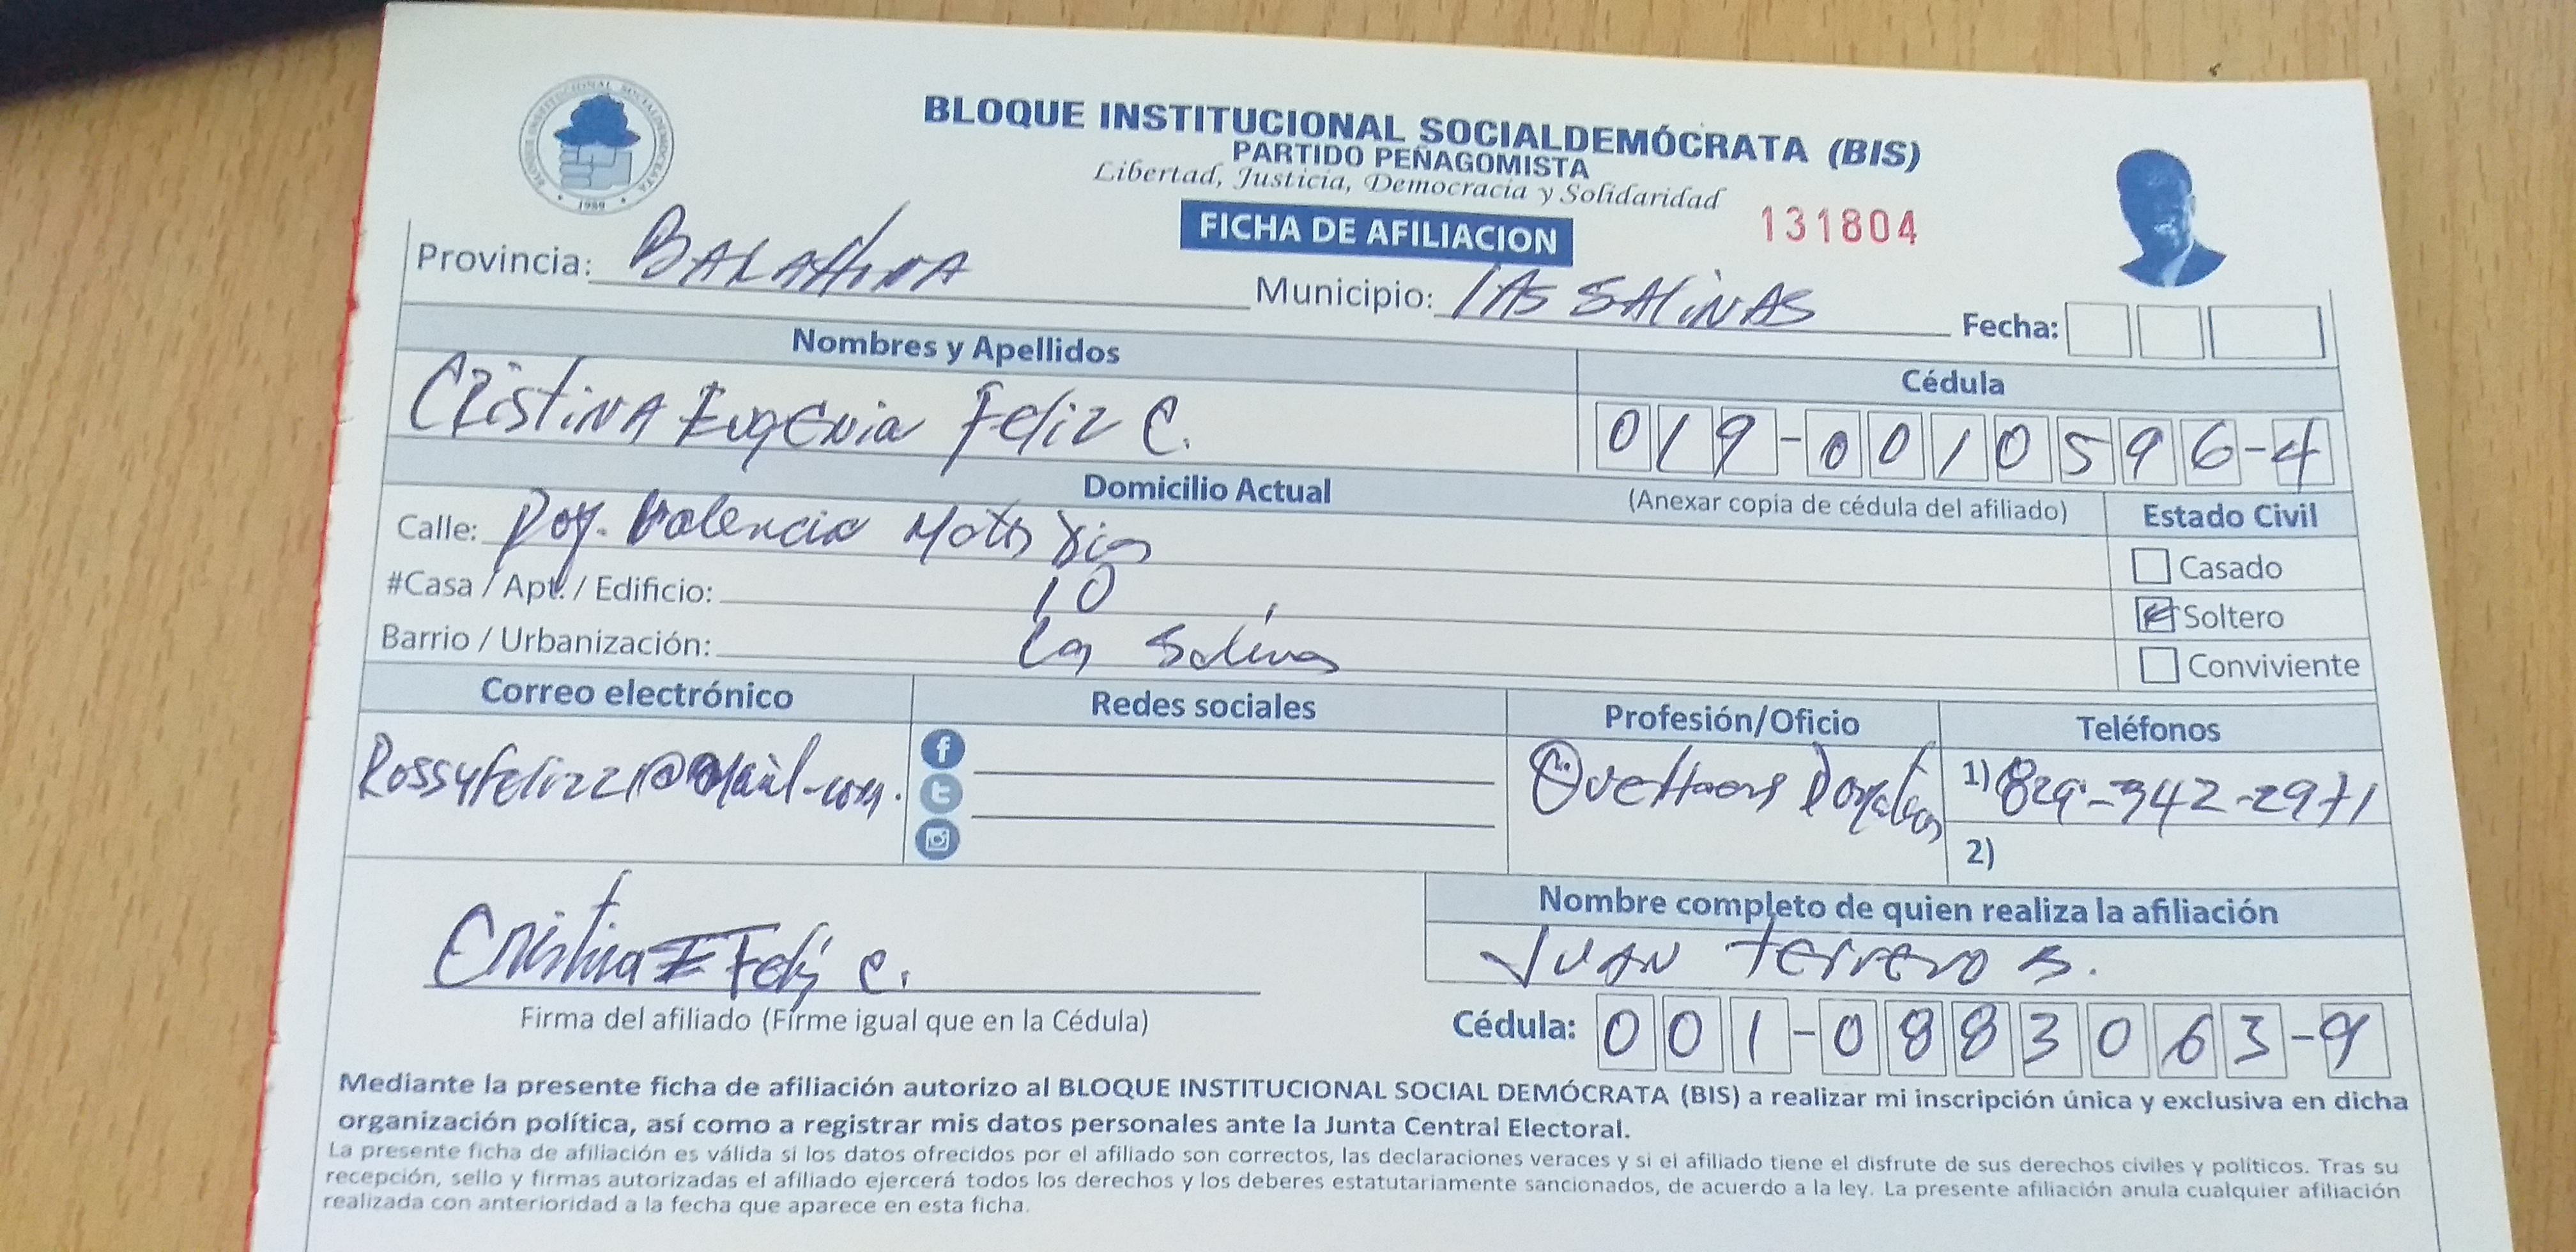 BLOQUE INSTITUCIONAL SOCIALDEMÓCRATA (BIS)
PARTIDO PEÑAGOMISTA
Libertad, Justicia, Democracia y Solidaridad
FICHA DE AFILIACION
131804
BLOQUE INSTITUCIONAL SOCIALDEMOCRATA
1989
Provincia:
Municipio: LAS SALINAS
Fecha:
Nombres y Apellidos
Cédula
CRistiNA EugENia Feliz C.
019-0010596-4
Domicilio Actual
(Anexar copia de cédula del afiliado)
Estado Civil
Calle: Valencia
Casado
#Casa / Apt. / Edificio: 10
Soltero
Barrio / Urbanización: Las Salinas
Conviviente
Correo electrónico
Redes sociales
Profesión/Oficio
Teléfonos
1) 829-342-2971
2)
Nombre completo de quien realiza la afiliación
JUAN Terrero S.
Cristina E Feliz C.
Firma del afiliado (Firme igual que en la Cédula)
Cédula: 001-0883063-9
Mediante la presente ficha de afiliación autorizo al BLOQUE INSTITUCIONAL SOCIAL DEMÓCRATA (BIS) a realizar mi inscripción única y exclusiva en dicha
organización política, así como a registrar mis datos personales ante la Junta Central Electoral.
La presente ficha de afiliación es válida si los datos ofrecidos por el afiliado son correctos, las declaraciones veraces y si el afiliado tiene el disfrute de sus derechos civiles y políticos. Tras su
recepción, sello y firmas autorizadas el afiliado ejercerá todos los derechos y los deberes estatutariamente sancionados, de acuerdo a la ley. La presente afiliación anula cualquier afiliación
realizada con anterioridad a la fecha que aparece en esta ficha.